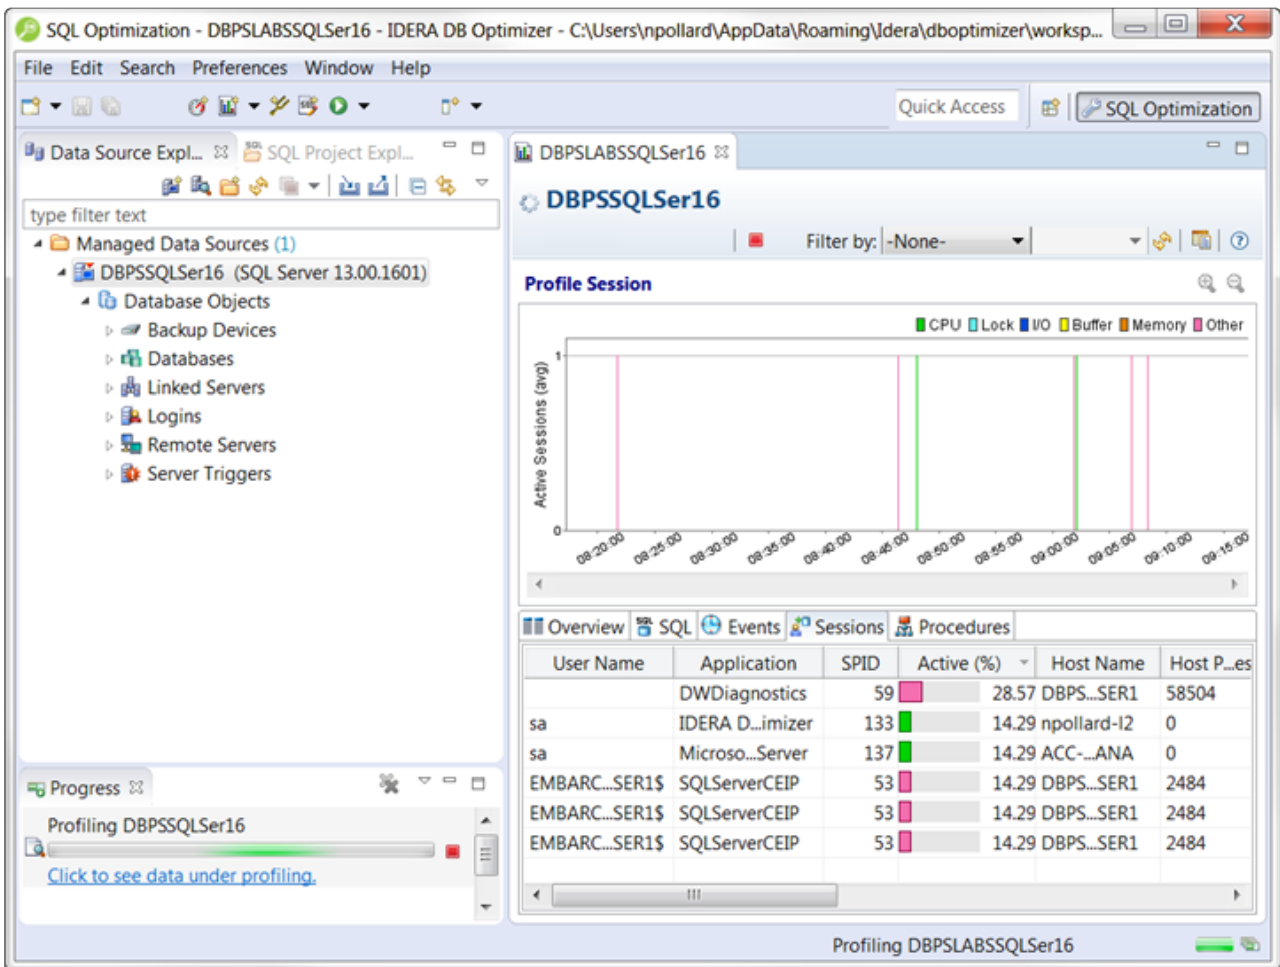 SQL Optimization - DBPSLABSSQLSer16 - IDERA DB Optimizer - C:\Users\npollard\AppData\Roaming\Idera\dboptimizer\worksp...
File Edit Search Preferences Window Help
Quick Access
SQL Optimization
Data Source Expl...
SQL Project Expl...
type filter text
Managed Data Sources (1)
DBPSSQLSer16 (SQL Server 13.00.1601)
Database Objects
Backup Devices
Databases
Linked Servers
Logins
Remote Servers
Server Triggers
Progress
Profiling DBPSSQLSer16
Click to see data under profiling.
DBPSLABSSQLSer16
DBPSSQLSer16
Filter by: -None-
Profile Session
CPU Lock I/O Buffer Memory Other
Active Sessions (avg)
1
0
08:20:00 08:25:00 08:30:00 08:35:00 08:40:00 08:45:00 08:50:00 08:55:00 09:00:00 09:05:00 09:10:00 09:15:00
Overview SQL Events Sessions Procedures
User Name Application SPID Active (%) Host Name Host P...es
DWDiagnostics 59 28.57 DBPS...SER1 58504
sa IDERA D...imizer 133 14.29 npollard-l2 0
sa Microso...Server 137 14.29 ACC-...ANA 0
EMBARC...SER1$ SQLServerCEIP 53 14.29 DBPS...SER1 2484
EMBARC...SER1$ SQLServerCEIP 53 14.29 DBPS...SER1 2484
EMBARC...SER1$ SQLServerCEIP 53 14.29 DBPS...SER1 2484
Profiling DBPSLABSSQLSer16